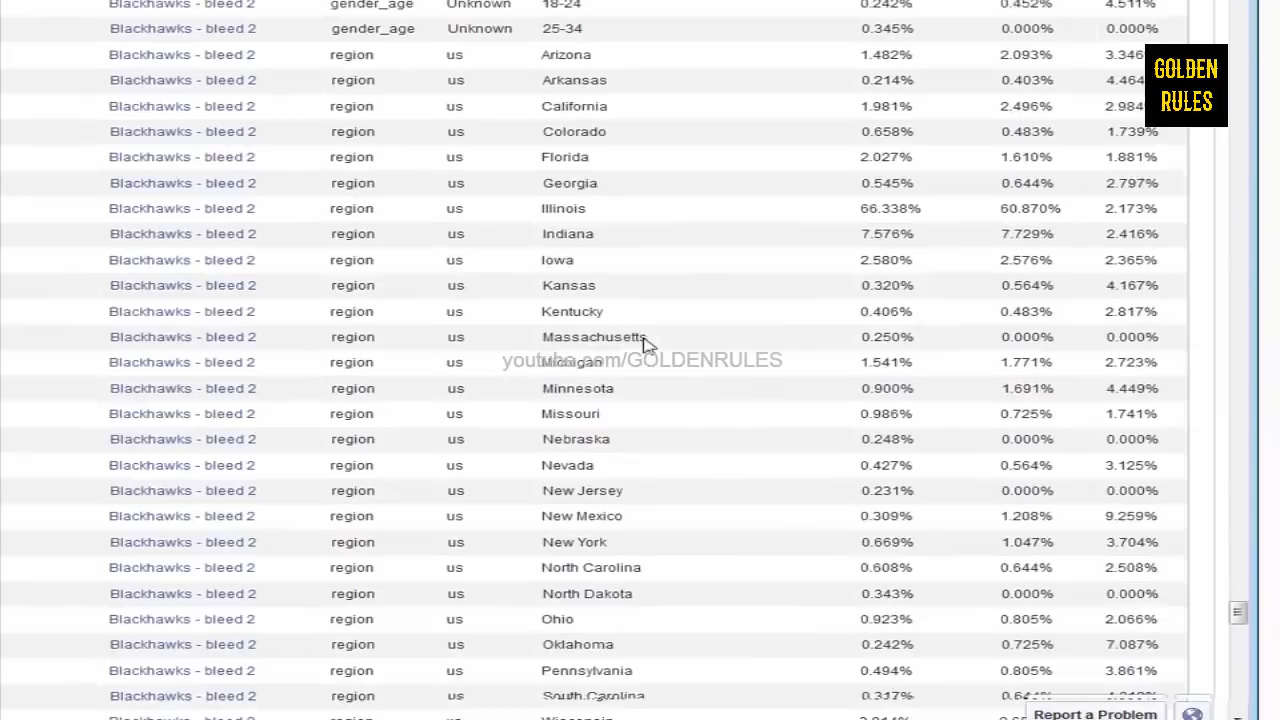 Blackhawks - bleed 2 gender_age Unknown 18-24 0.242% 0.452% 4.511%
Blackhawks - bleed 2 gender_age Unknown 25-34 0.345% 0.000% 0.000%
Blackhawks - bleed 2 region us Arizona 1.482% 2.093% 3.346
Blackhawks - bleed 2 region us Arkansas 0.214% 0.403% 4.464
Blackhawks - bleed 2 region us California 1.981% 2.496% 2.984
Blackhawks - bleed 2 region us Colorado 0.658% 0.483% 1.739%
Blackhawks - bleed 2 region us Florida 2.027% 1.610% 1.881%
Blackhawks - bleed 2 region us Georgia 0.545% 0.644% 2.797%
Blackhawks - bleed 2 region us Illinois 66.338% 60.870% 2.173%
Blackhawks - bleed 2 region us Indiana 7.576% 7.729% 2.416%
Blackhawks - bleed 2 region us Iowa 2.580% 2.576% 2.365%
Blackhawks - bleed 2 region us Kansas 0.320% 0.564% 4.167%
Blackhawks - bleed 2 region us Kentucky 0.406% 0.483% 2.817%
Blackhawks - bleed 2 region us Massachusetts 0.250% 0.000% 0.000%
Blackhawks - bleed 2 region us Michigan 1.541% 1.771% 2.723%
Blackhawks - bleed 2 region us Minnesota 0.900% 1.691% 4.449%
Blackhawks - bleed 2 region us Missouri 0.986% 0.725% 1.741%
Blackhawks - bleed 2 region us Nebraska 0.248% 0.000% 0.000%
Blackhawks - bleed 2 region us Nevada 0.427% 0.564% 3.125%
Blackhawks - bleed 2 region us New Jersey 0.231% 0.000% 0.000%
Blackhawks - bleed 2 region us New Mexico 0.309% 1.208% 9.259%
Blackhawks - bleed 2 region us New York 0.669% 1.047% 3.704%
Blackhawks - bleed 2 region us North Carolina 0.608% 0.644% 2.508%
Blackhawks - bleed 2 region us North Dakota 0.343% 0.000% 0.000%
Blackhawks - bleed 2 region us Ohio 0.923% 0.805% 2.066%
Blackhawks - bleed 2 region us Oklahoma 0.242% 0.725% 7.087%
Blackhawks - bleed 2 region us Pennsylvania 0.494% 0.805% 3.861%
Blackhawks - bleed 2 region us South Carolina 0.317%
Blackhawks - bleed 2 region us Wisconsin
GOLDEN
RULES
youtube.com/GOLDENRULES
Report a Problem